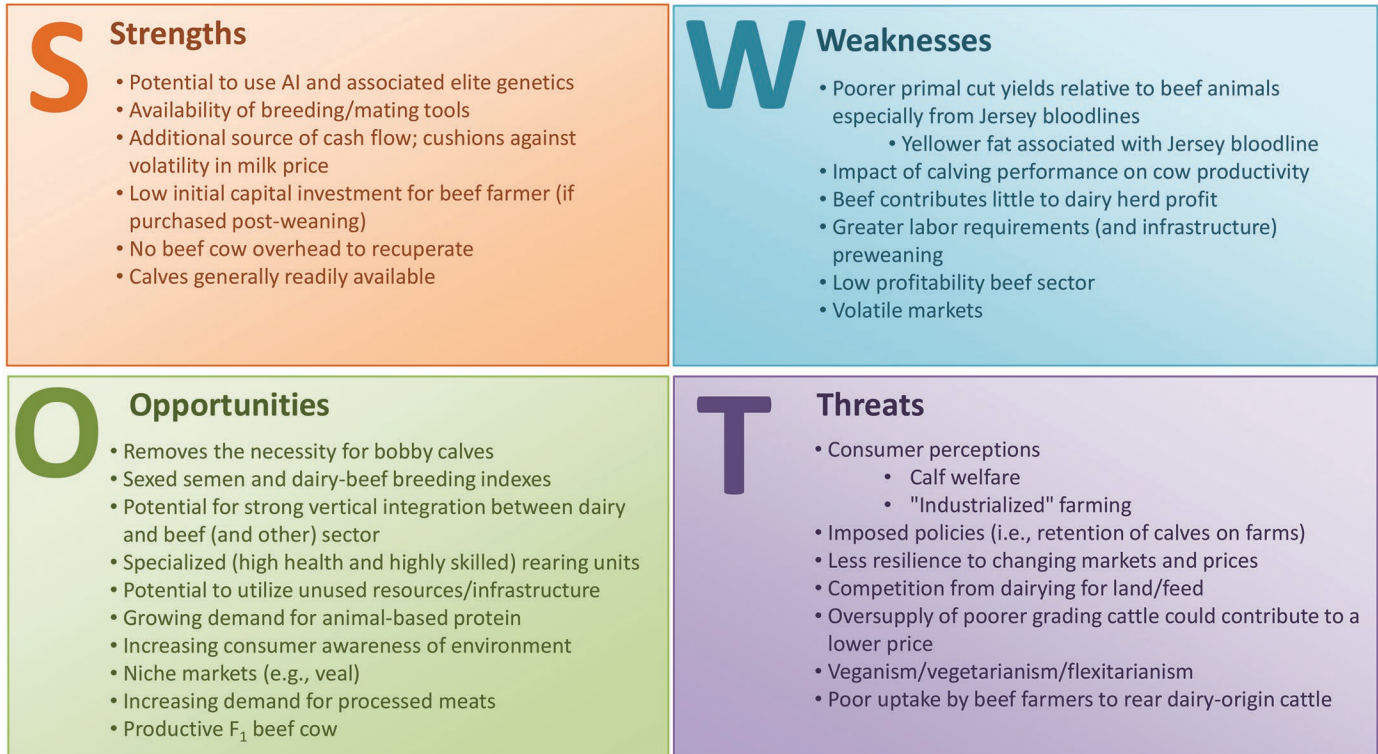 S
Strengths
• Potential to use AI and associated elite genetics
• Availability of breeding/mating tools
• Additional source of cash flow; cushions against
volatility in milk price
• Low initial capital investment for beef farmer (if
purchased post-weaning)
• No beef cow overhead to recuperate
• Calves generally readily available
W
Weaknesses
• Poorer primal cut yields relative to beef animals
especially from Jersey bloodlines
• Yellower fat associated with Jersey bloodline
• Impact of calving performance on cow productivity
• Beef contributes little to dairy herd profit
• Greater labor requirements (and infrastructure)
preweaning
• Low profitability beef sector
• Volatile markets
O
Opportunities
• Removes the necessity for bobby calves
• Sexed semen and dairy-beef breeding indexes
• Potential for strong vertical integration between dairy
and beef (and other) sector
• Specialized (high health and highly skilled) rearing units
• Potential to utilize unused resources/infrastructure
• Growing demand for animal-based protein
• Increasing consumer awareness of environment
• Niche markets (e.g., veal)
• Increasing demand for processed meats
• Productive F₁ beef cow
T
Threats
• Consumer perceptions
• Calf welfare
• "Industrialized" farming
• Imposed policies (i.e., retention of calves on farms)
• Less resilience to changing markets and prices
• Competition from dairying for land/feed
• Oversupply of poorer grading cattle could contribute to a
lower price
• Veganism/vegetarianism/flexitarianism
• Poor uptake by beef farmers to rear dairy-origin cattle